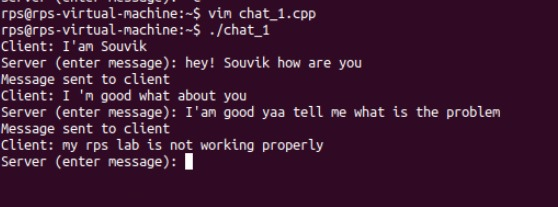 rps@rps-virtual-machine:~$ vim chat_1.cpp
rps@rps-virtual-machine:~$ ./chat_1
Client: I'am Souvik
Server (enter message): hey! Souvik how are you
Message sent to client
Client: I 'm good what about you
Server (enter message): I'am good yaa tell me what is the problem
Message sent to client
Client: my rps lab is not working properly
Server (enter message):